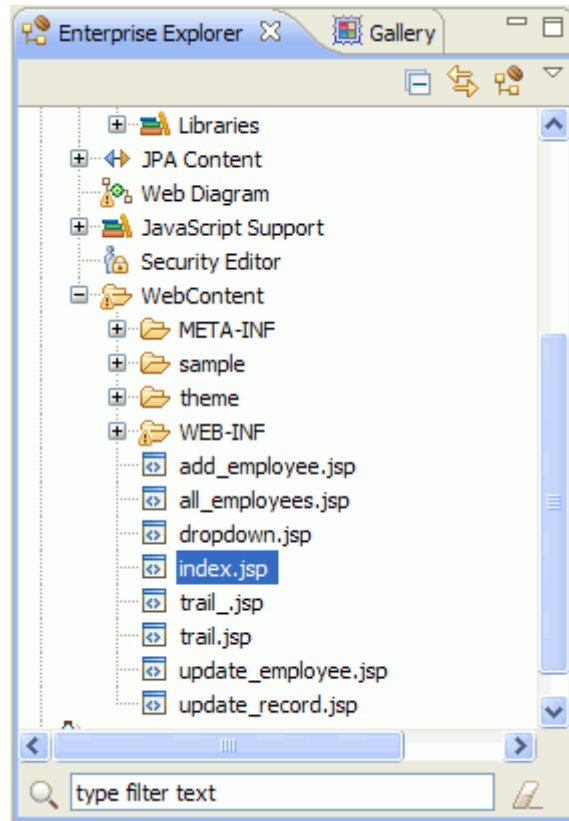 Enterprise Explorer Gallery
Libraries
JPA Content
Web Diagram
JavaScript Support
Security Editor
WebContent
META-INF
sample
theme
WEB-INF
add_employee.jsp
all_employees.jsp
dropdown.jsp
index.jsp
trail_.jsp
trail.jsp
update_employee.jsp
update_record.jsp
type filter text